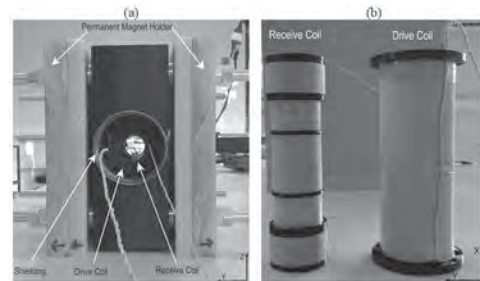 (a)
Permanent Magnet Holder
Shielding
Drive Coil
Receive Coil
Z
Y
(b)
Receive Coil
Drive Coil
X
Y